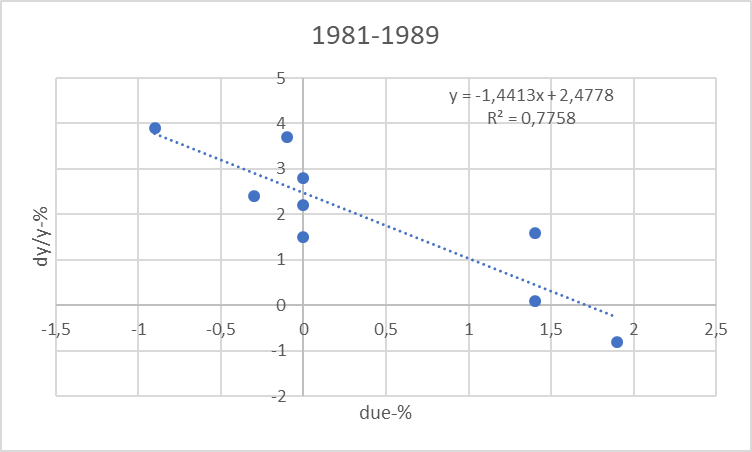 1981-1989
5
y = -1,4413x + 2,4778
R² = 0,7758
4
3
2
1
0
-1
-2
-1,5 -1 -0,5 0 0,5 1 1,5 2 2,5
dy/y-%
due-%